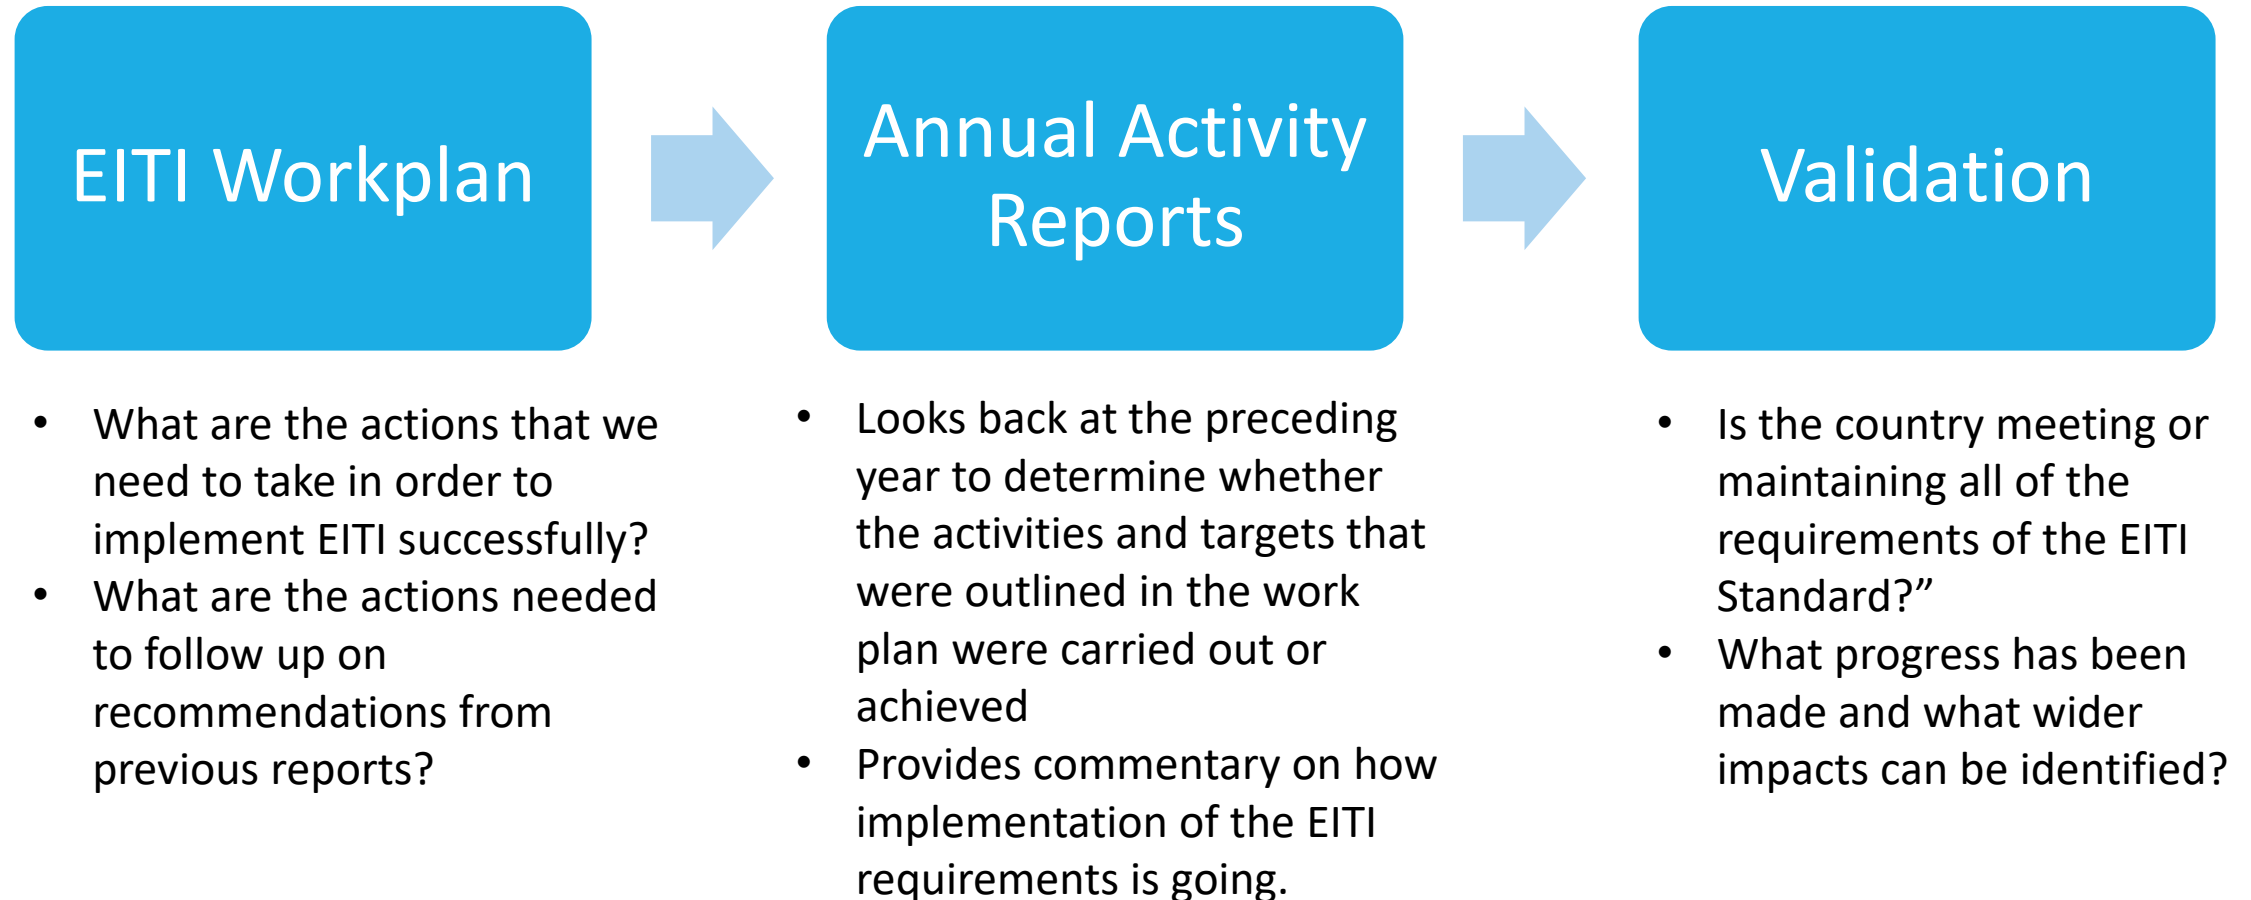 EITI Workplan
Annual Activity
Reports
Validation
• What are the actions that we
need to take in order to
implement EITI successfully?
• What are the actions needed
to follow up on
recommendations from
previous reports?
• Looks back at the preceding
year to determine whether
the activities and targets that
were outlined in the work
plan were carried out or
achieved
• Provides commentary on how
implementation of the EITI
requirements is going.
• Is the country meeting or
maintaining all of the
requirements of the EITI
Standard?”
• What progress has been
made and what wider
impacts can be identified?